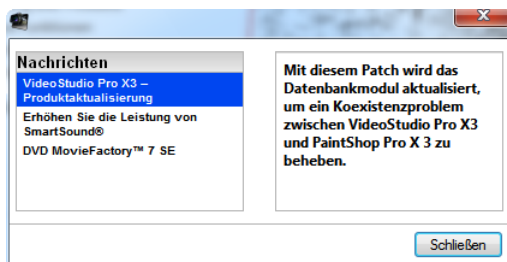 Nachrichten
VideoStudio Pro X3 –
Produktaktualisierung
Erhöhen Sie die Leistung von
SmartSound®
DVD MovieFactory™ 7 SE
Mit diesem Patch wird das
Datenbankmodul aktualisiert,
um ein Koexistenzproblem
zwischen VideoStudio Pro X3
und PaintShop Pro X 3 zu
beheben.
Schließen